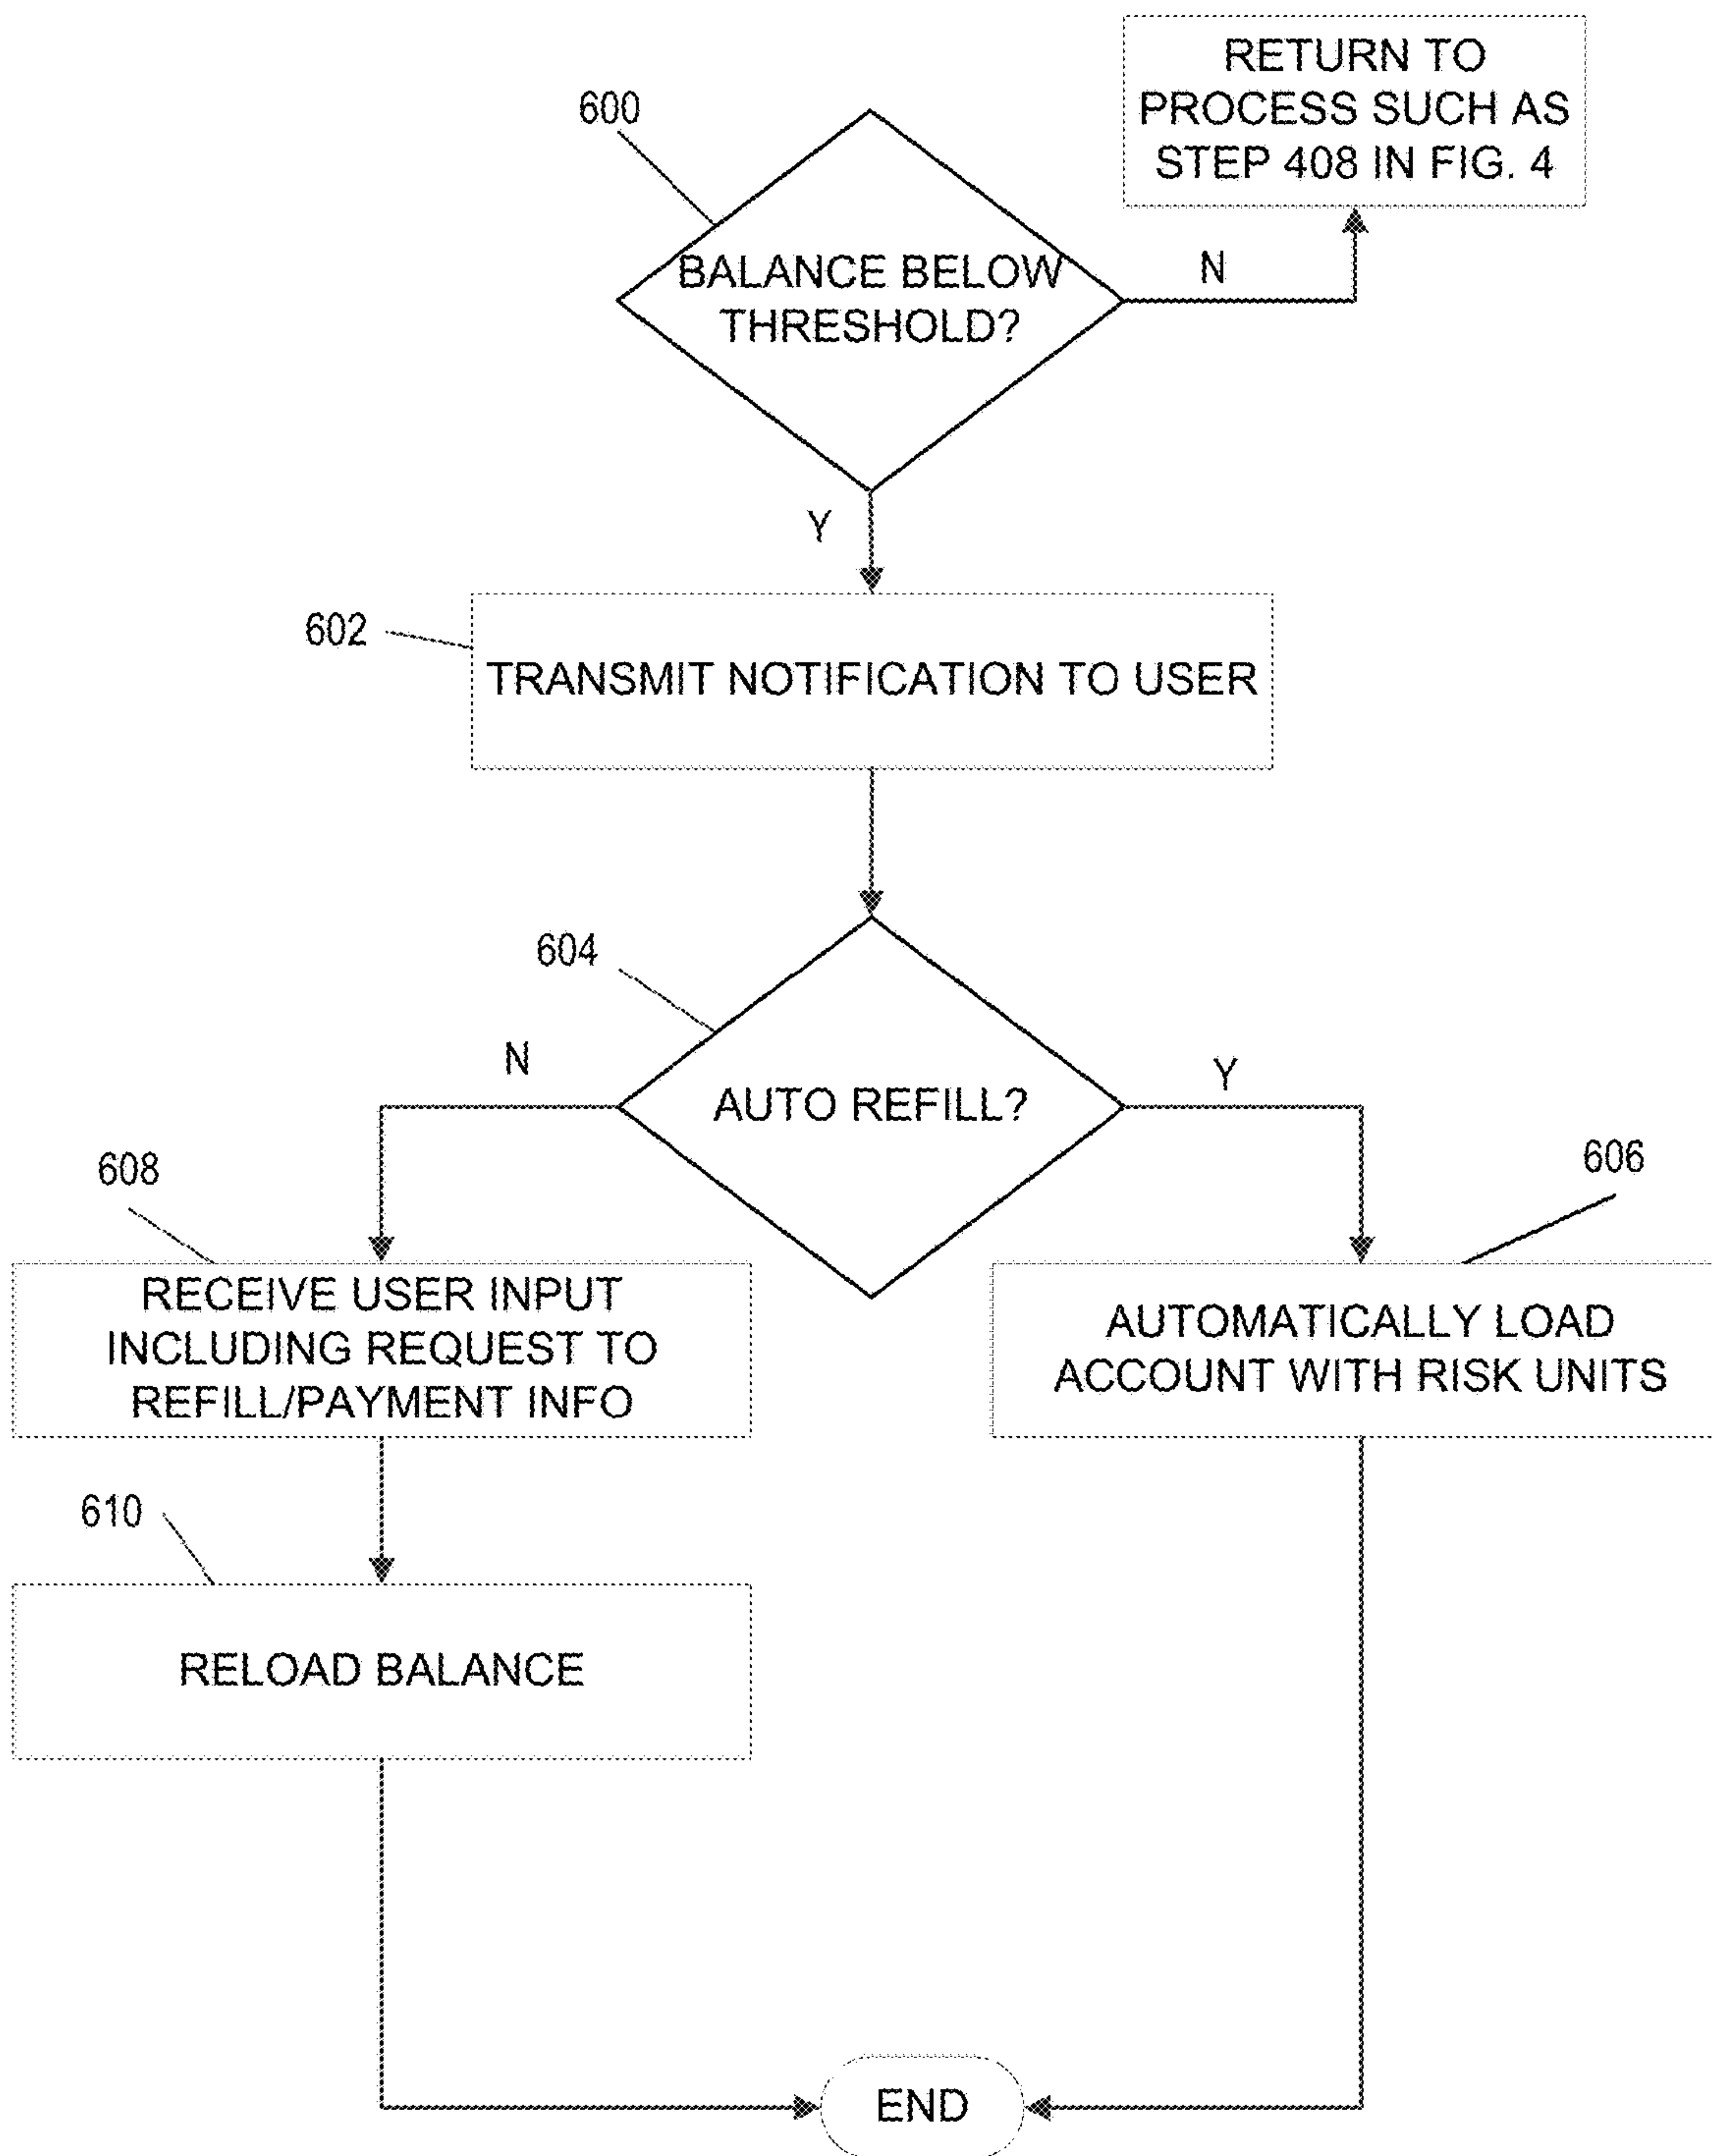 RETURN TO
PROCESS SUCH AS
STEP 408 IN FIG. 4
600
BALANCE BELOW
THRESHOLD?
N
Y
602
TRANSMIT NOTIFICATION TO USER
604
AUTO REFILL?
N
Y
608
606
RECEIVE USER INPUT
INCLUDING REQUEST TO
REFILL/PAYMENT INFO
AUTOMATICALLY LOAD
ACCOUNT WITH RISK UNITS
610
RELOAD BALANCE
END